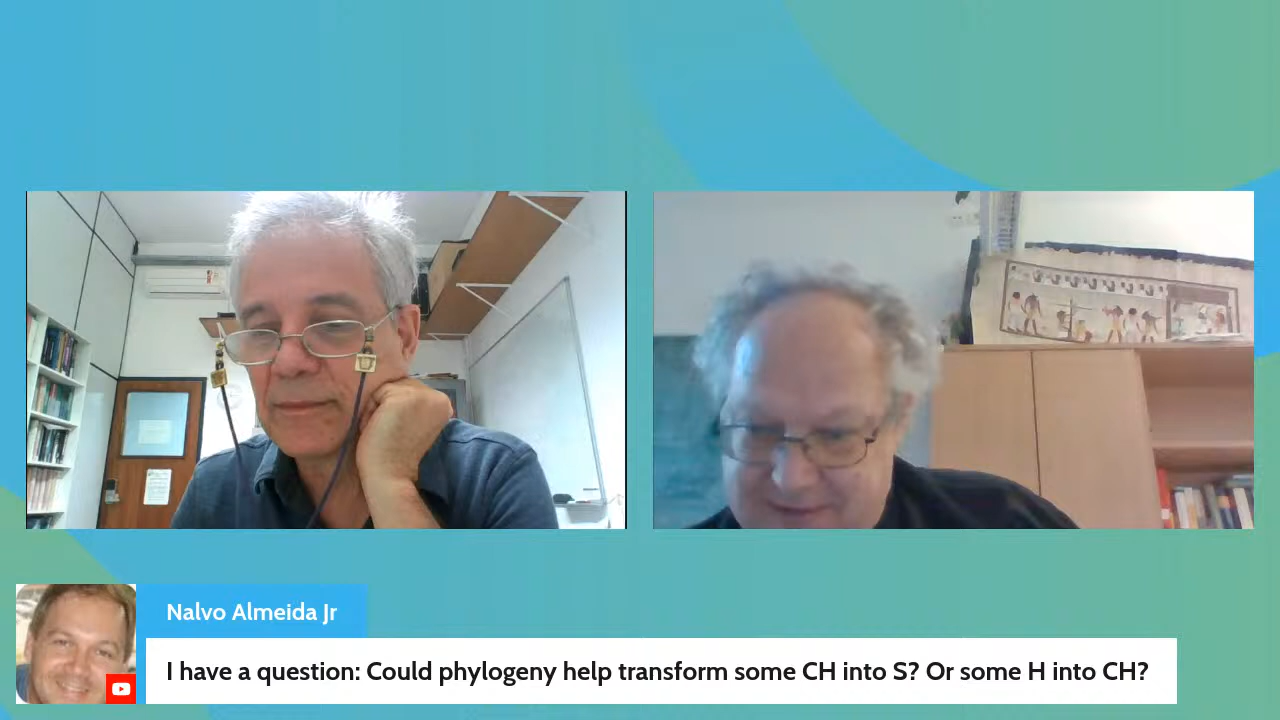 Nalvo Almeida Jr
I have a question: Could phylogeny help transform some CH into S? Or some H into CH?